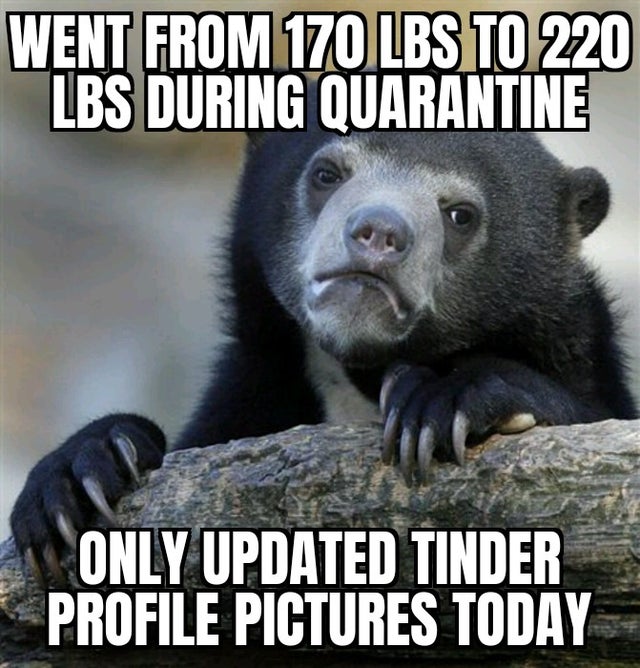 WENT FROM 170 LBS TO 220
LBS DURING QUARANTINE
ONLY UPDATED TINDER
PROFILE PICTURES TODAY